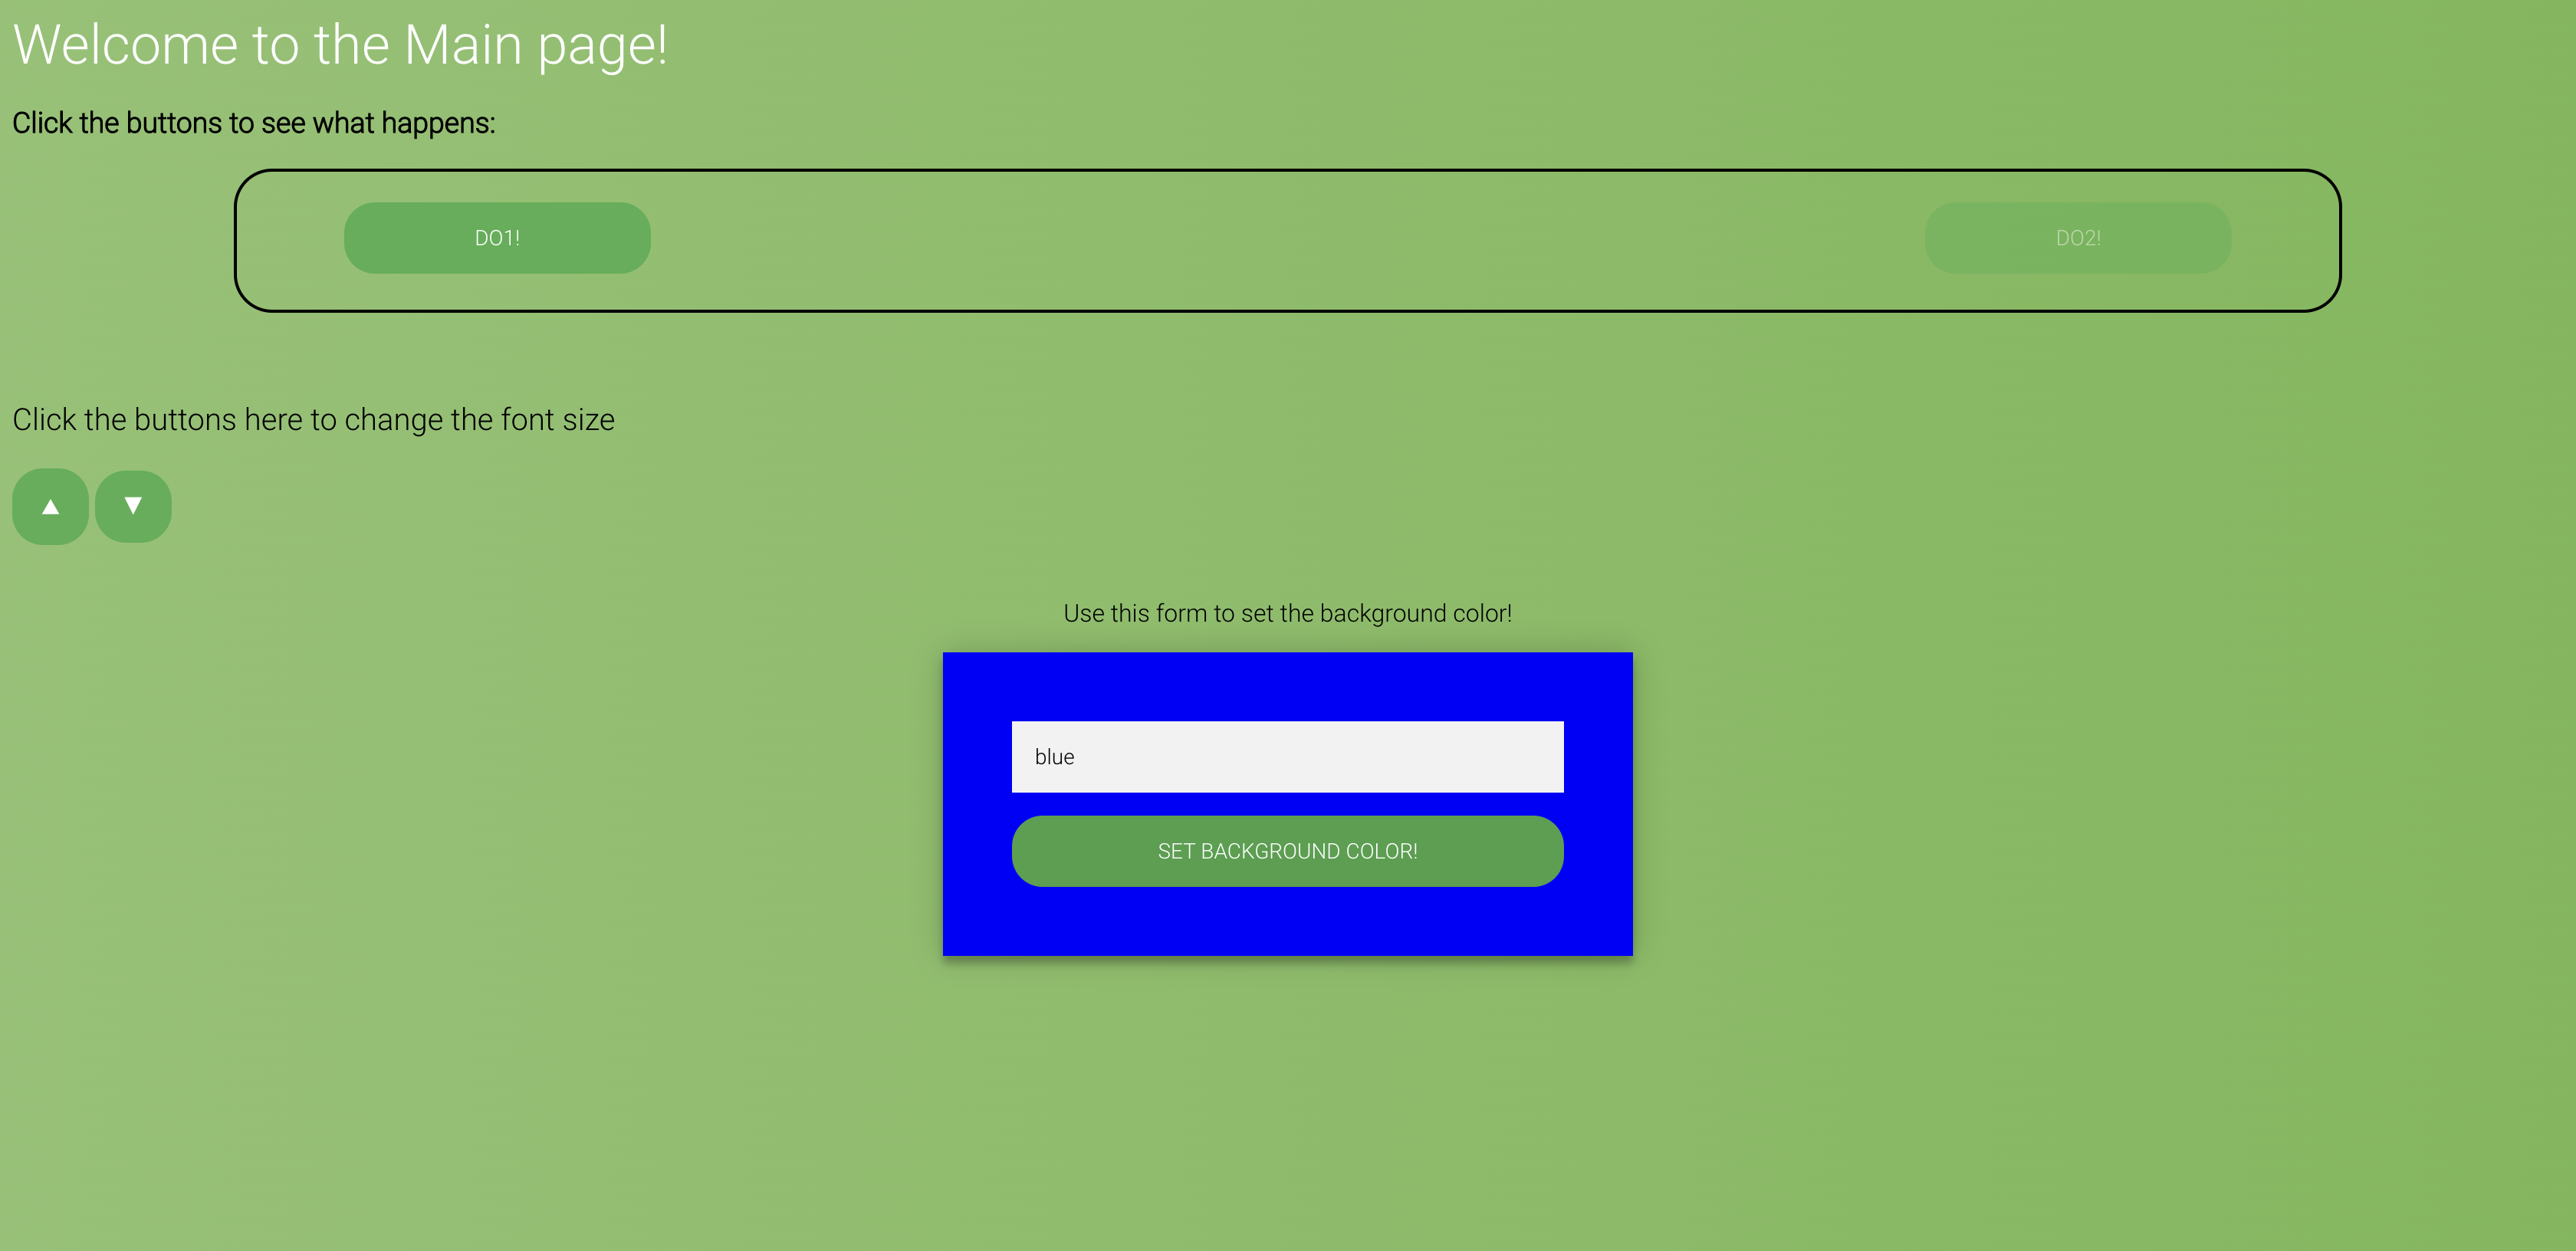 Welcome to the Main page!
Click the buttons to see what happens:
DO1!
DO2!
Click the buttons here to change the font size
▲ ▼
Use this form to set the background color!
blue
SET BACKGROUND COLOR!